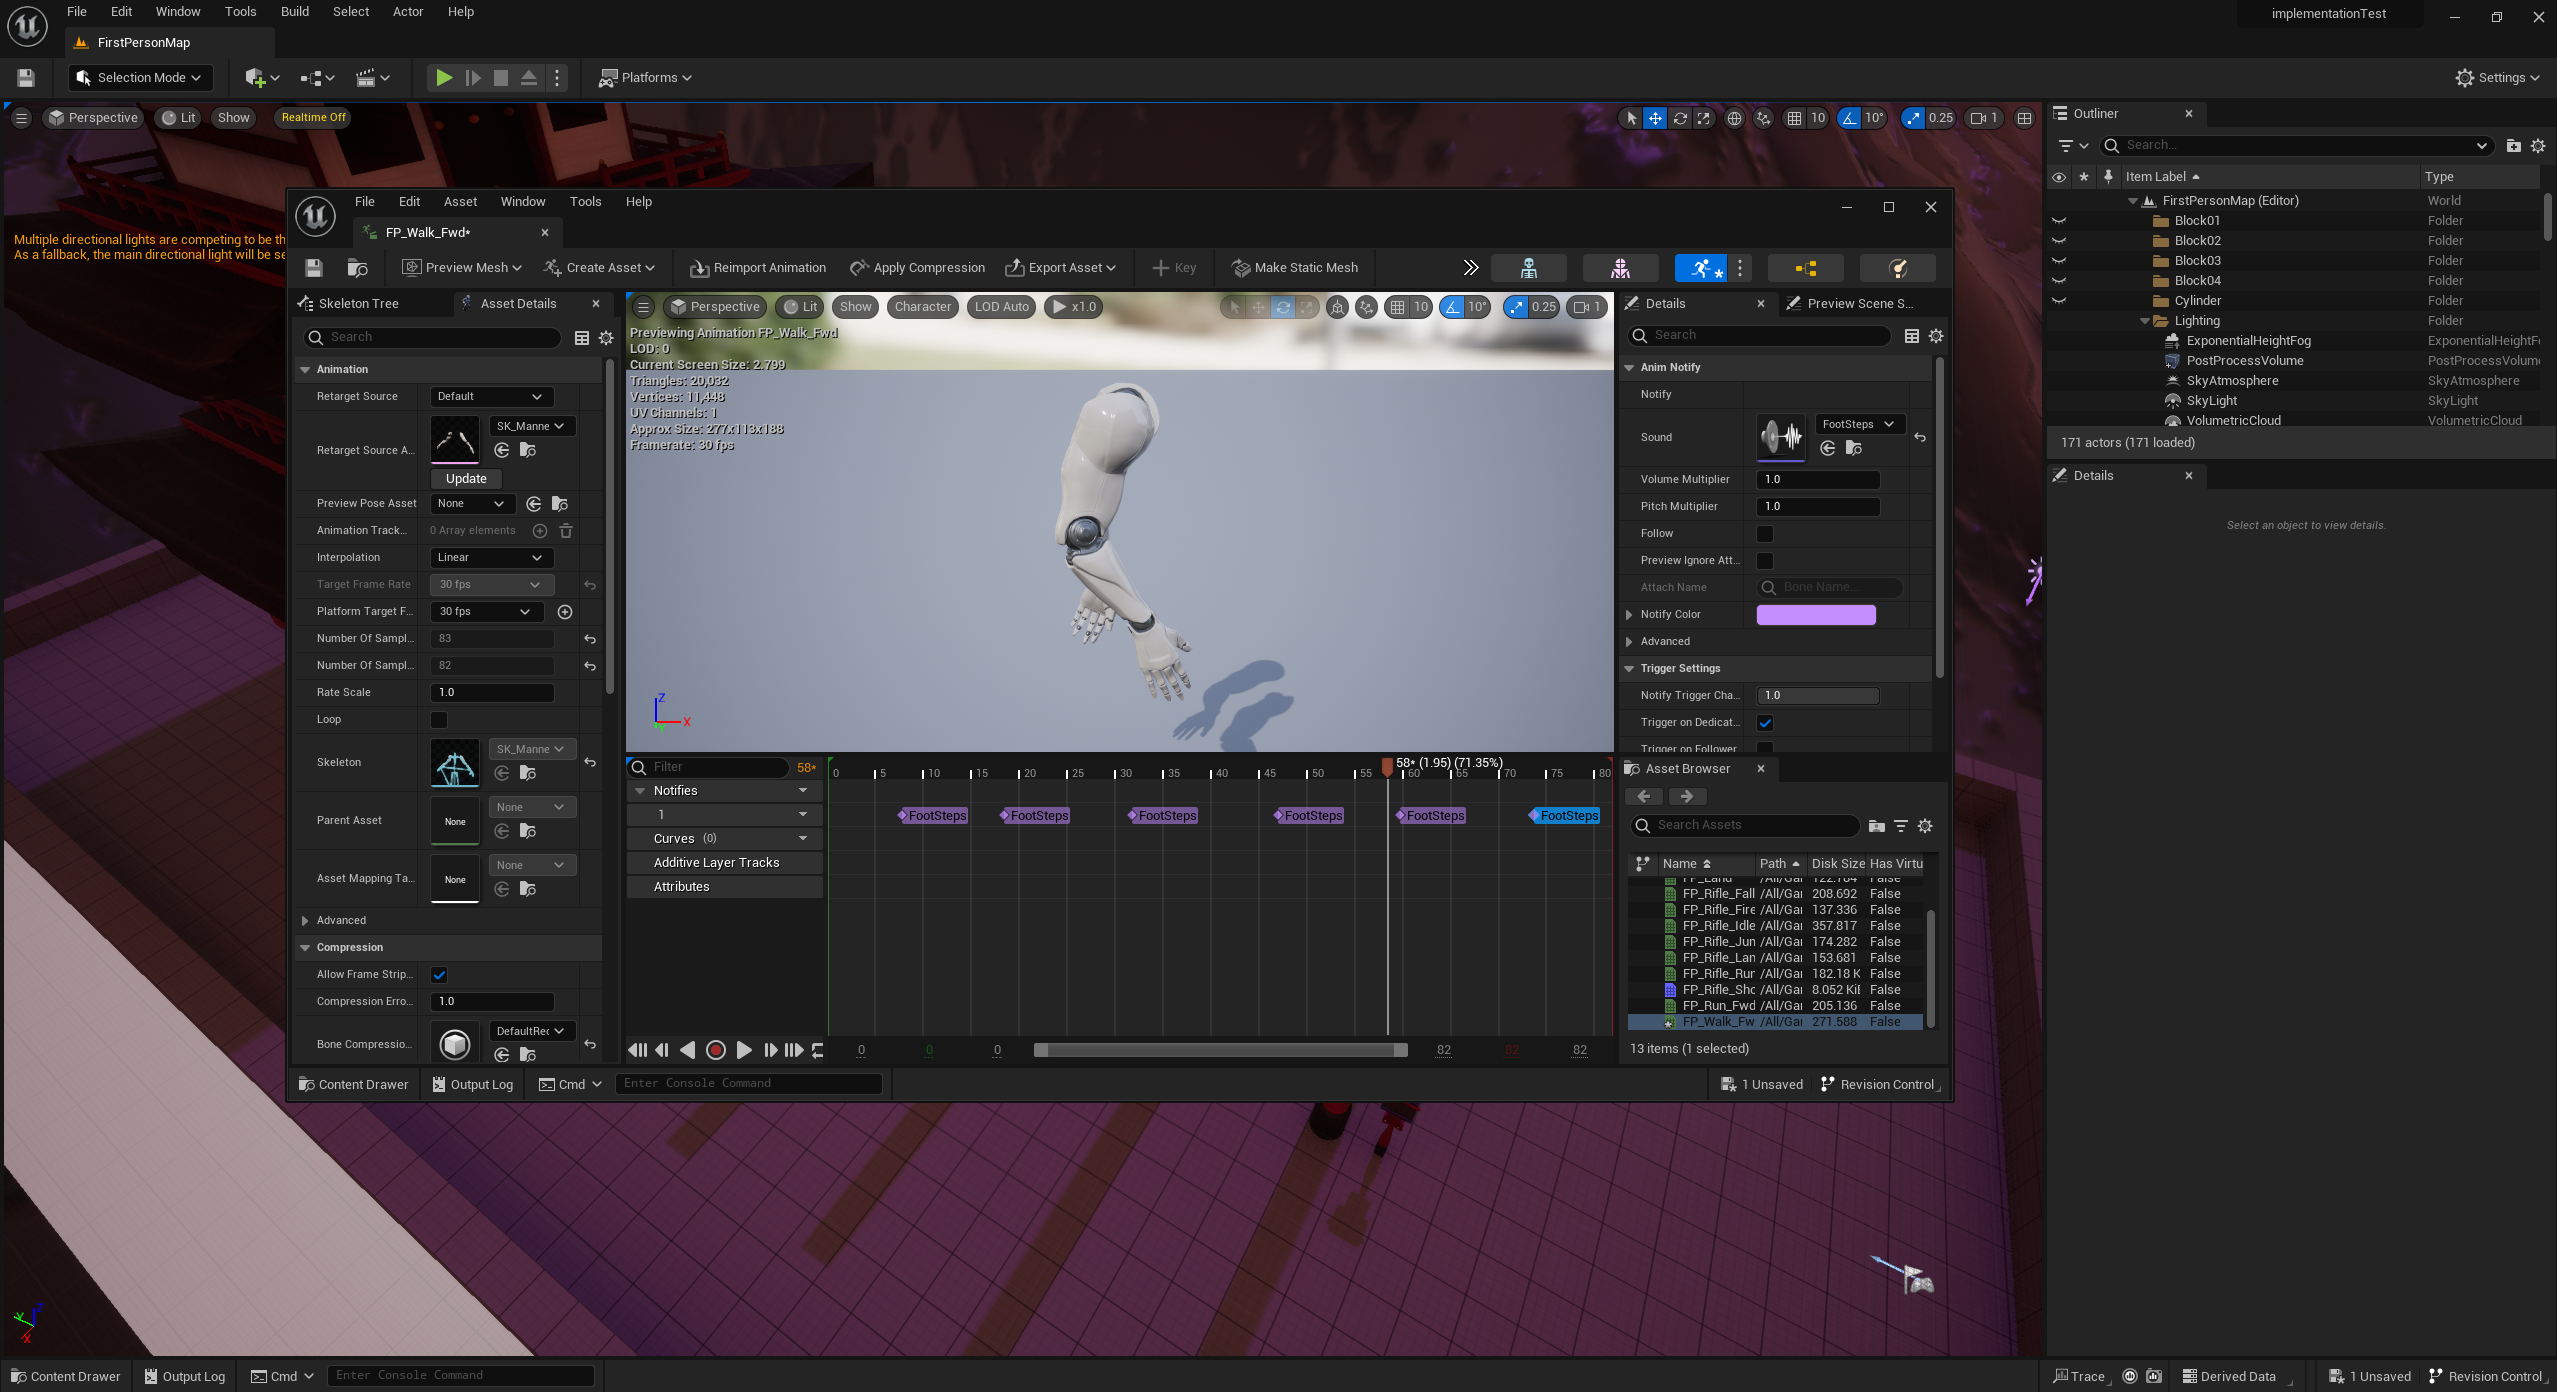 File Edit Window Tools Build Select Actor Help
implementationTest
FirstPersonMap
Selection Mode
Platforms
Settings
Perspective Lit Show Realtime Off
10 10° 0.25 1
Outliner
Search...
Item Label Type
FirstPersonMap (Editor) World
Block01 Folder
Block02 Folder
Block03 Folder
Block04 Folder
Cylinder Folder
Lighting Folder
ExponentialHeightFog ExponentialHeightF
PostProcessVolume PostProcessVolum
SkyAtmosphere SkyAtmosphere
SkyLight SkyLight
VolumetricCloud VolumetricCloud
171 actors (171 loaded)
Details
Select an object to view details.
Multiple directional lights are competing to be th
As a fallback, the main directional light will be se
File Edit Asset Window Tools Help
FP_Walk_Fwd*
Preview Mesh Create Asset Reimport Animation Apply Compression Export Asset Key Make Static Mesh
Skeleton Tree Asset Details
Search
Animation
Retarget Source Default
SK_Manne
Retarget Source A...
Update
Preview Pose Asset None
Animation Track... 0 Array elements
Interpolation Linear
Target Frame Rate 30 fps
Platform Target F... 30 fps
Number Of Sampl... 83
Number Of Sampl... 82
Rate Scale 1.0
Loop
SK_Manne
Skeleton
None
Parent Asset None
None
Asset Mapping Ta... None
Advanced
Compression
Allow Frame Strip...
Compression Erro... 1.0
DefaultRec
Bone Compressio...
Perspective Lit Show Character LOD Auto x1.0
10 10° 0.25 1
Previewing Animation FP_Walk_Fwd
LOD: 0
Current Screen Size: 2.799
Triangles: 20,032
Vertices: 11,448
UV Channels: 1
Approx Size: 277x113x188
Framerate: 30 fps
Z
X
Y
Filter 58*
58* (1.95) (71.35%)
0 5 10 15 20 25 30 35 40 45 50 55 60 65 70 75 80
Notifies
1
FootSteps FootSteps FootSteps FootSteps FootSteps FootSteps
Curves (0)
Additive Layer Tracks
Attributes
0 0 0 82 82 82
Details Preview Scene S...
Search
Anim Notify
Notify
Sound FootSteps
Volume Multiplier 1.0
Pitch Multiplier 1.0
Follow
Preview Ignore Att...
Attach Name Bone Name...
Notify Color
Advanced
Trigger Settings
Notify Trigger Cha... 1.0
Trigger on Dedicat...
Trigger on Follower
Asset Browser
Search Assets
Name Path Disk Size Has Virtu
FP_Land /All/Gar 122.184 False
FP_Rifle_Fall /All/Gar 208.692 False
FP_Rifle_Fire /All/Gar 137.336 False
FP_Rifle_Idle /All/Gar 357.817 False
FP_Rifle_Jun /All/Gar 174.282 False
FP_Rifle_Lan /All/Gar 153.681 False
FP_Rifle_Rur /All/Gar 182.18 K False
FP_Rifle_Shc /All/Gar 8.052 KiE False
FP_Run_Fwd /All/Gar 205.136 False
FP_Walk_Fw /All/Gar 271.588 False
13 items (1 selected)
Content Drawer Output Log Cmd Enter Console Command
1 Unsaved Revision Control
Z
Y
X
Content Drawer Output Log Cmd Enter Console Command
Trace Derived Data 1 Unsaved Revision Control